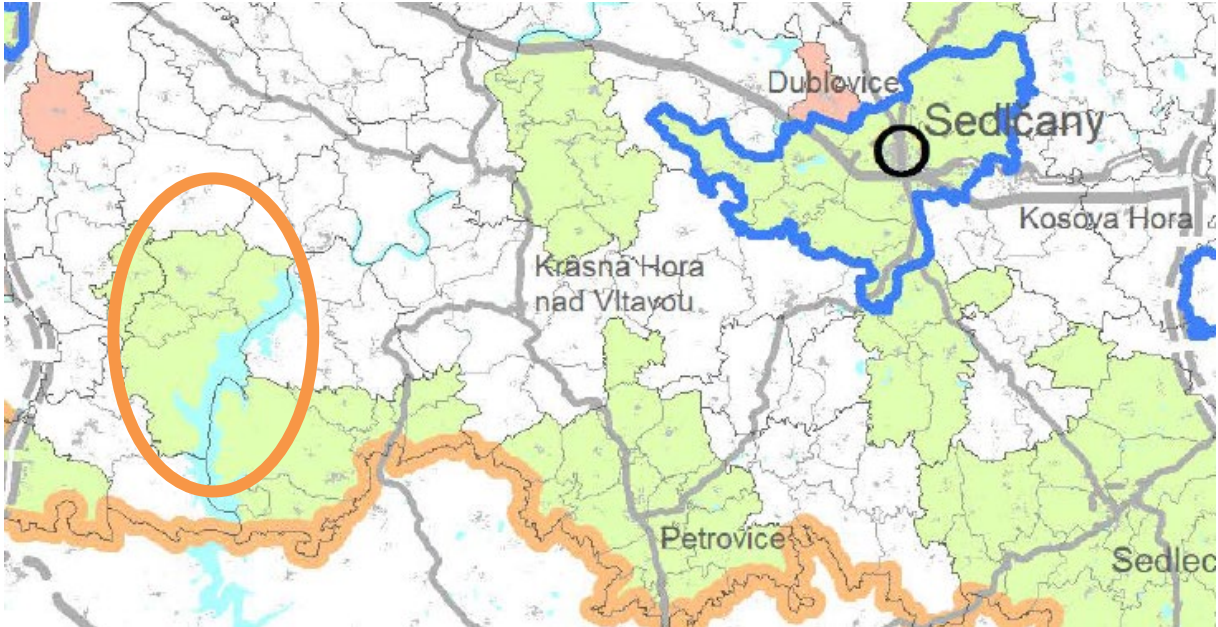 Dublovice
Sedlčany
Kosova Hora
Krásná Hora
nad Vltavou
Petrovice
Sedlec